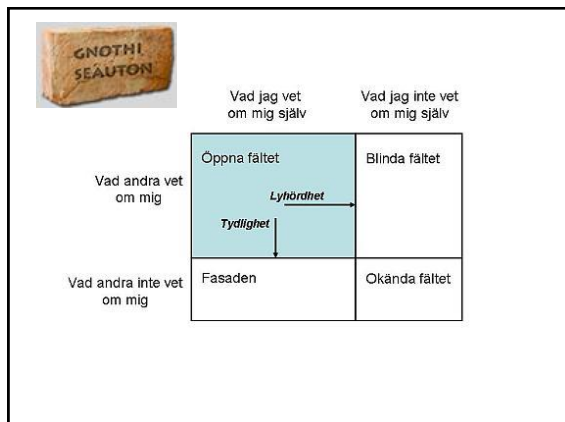 GNOTHI
SEAUTON
Vad jag vet
om mig själv
Vad jag inte vet
om mig själv
Vad andra vet
om mig
Öppna fältet
Blinda fältet
Lyhördhet
Tydlighet
Vad andra inte vet
om mig
Fasaden
Okända fältet